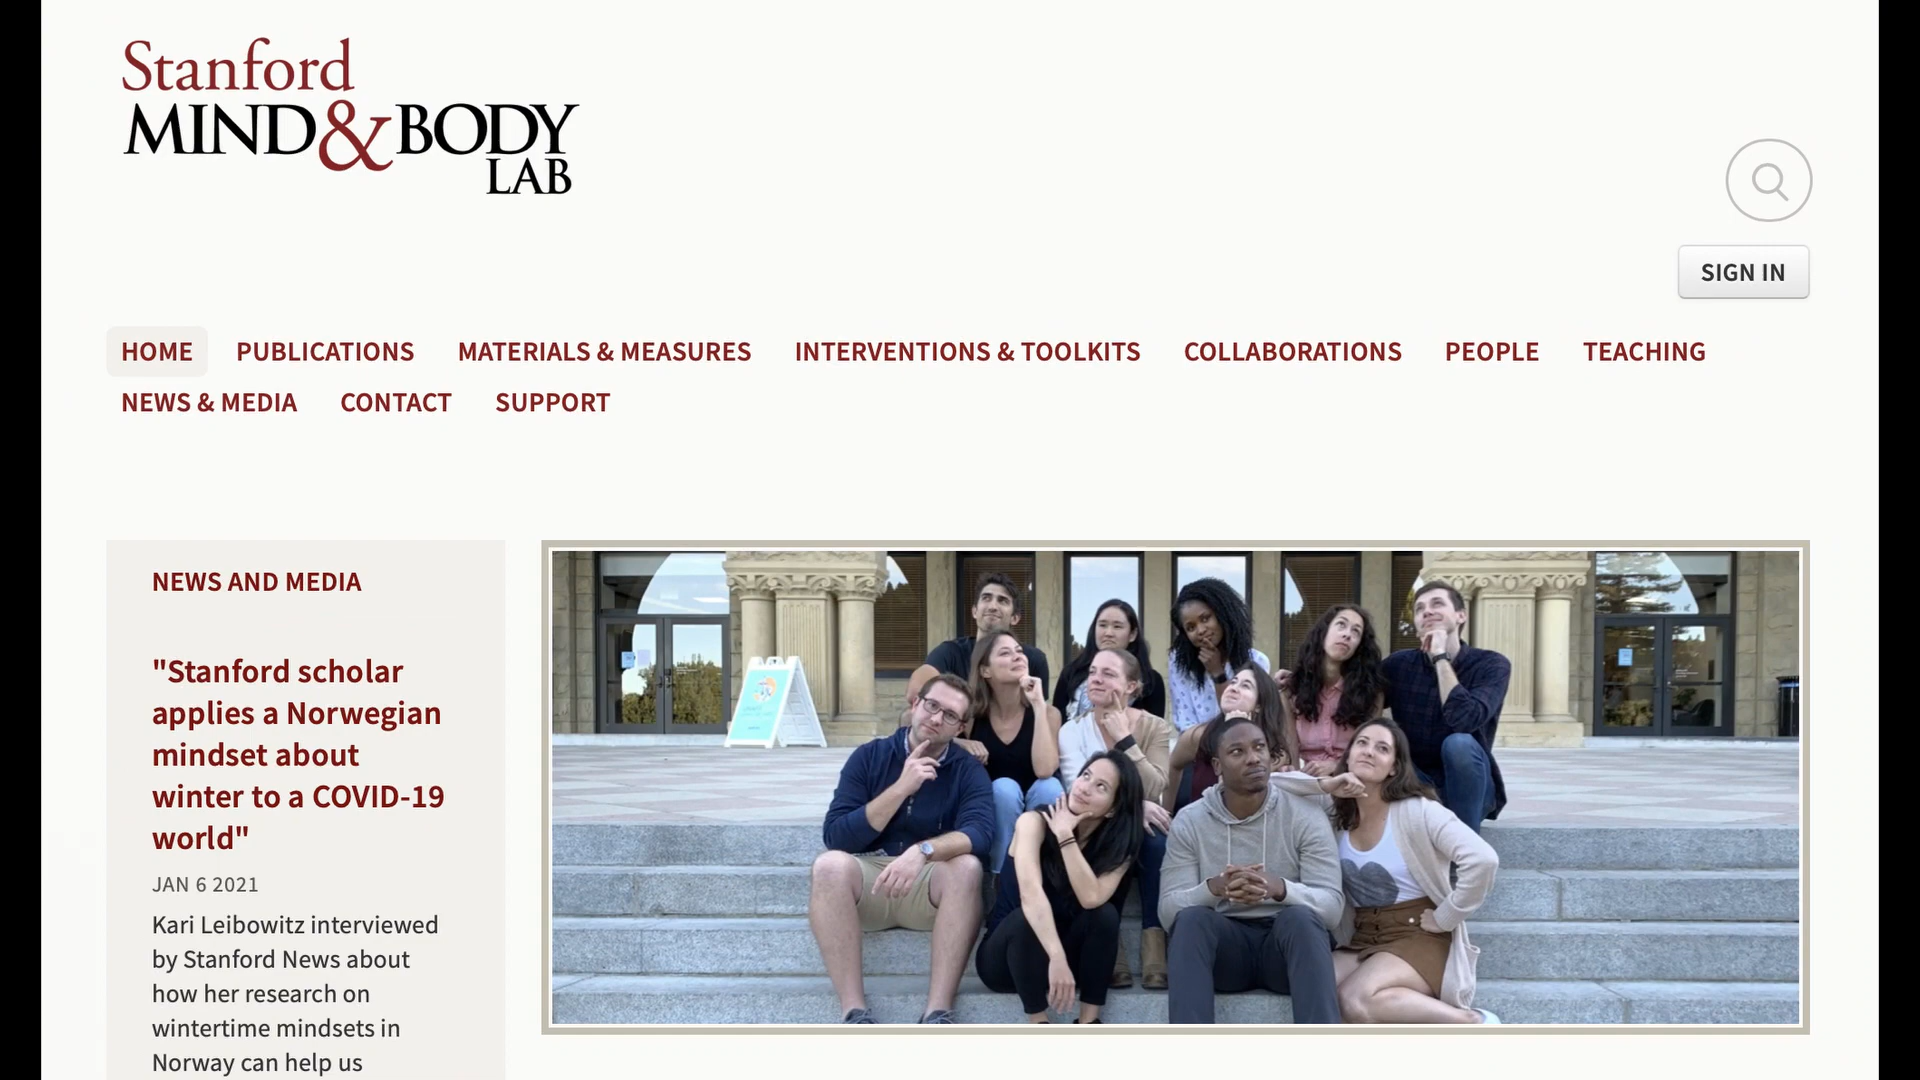 Stanford
MIND & BODY
LAB
SIGN IN
HOME PUBLICATIONS MATERIALS & MEASURES INTERVENTIONS & TOOLKITS COLLABORATIONS PEOPLE TEACHING
NEWS & MEDIA CONTACT SUPPORT
NEWS AND MEDIA
"Stanford scholar
applies a Norwegian
mindset about
winter to a COVID-19
world"
JAN 6 2021
Kari Leibowitz interviewed
by Stanford News about
how her research on
wintertime mindsets in
Norway can help us